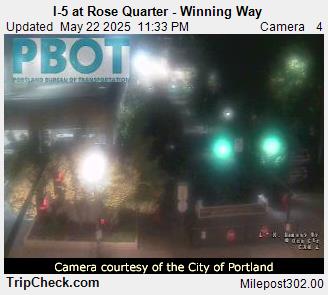 I-5 at Rose Quarter - Winning Way
Updated May 22 2025 11:33 PM Camera 4
PBOT
PORTLAND BUREAU OF TRANSPORTATION
Camera courtesy of the City of Portland
TripCheck.com Milepost302.00